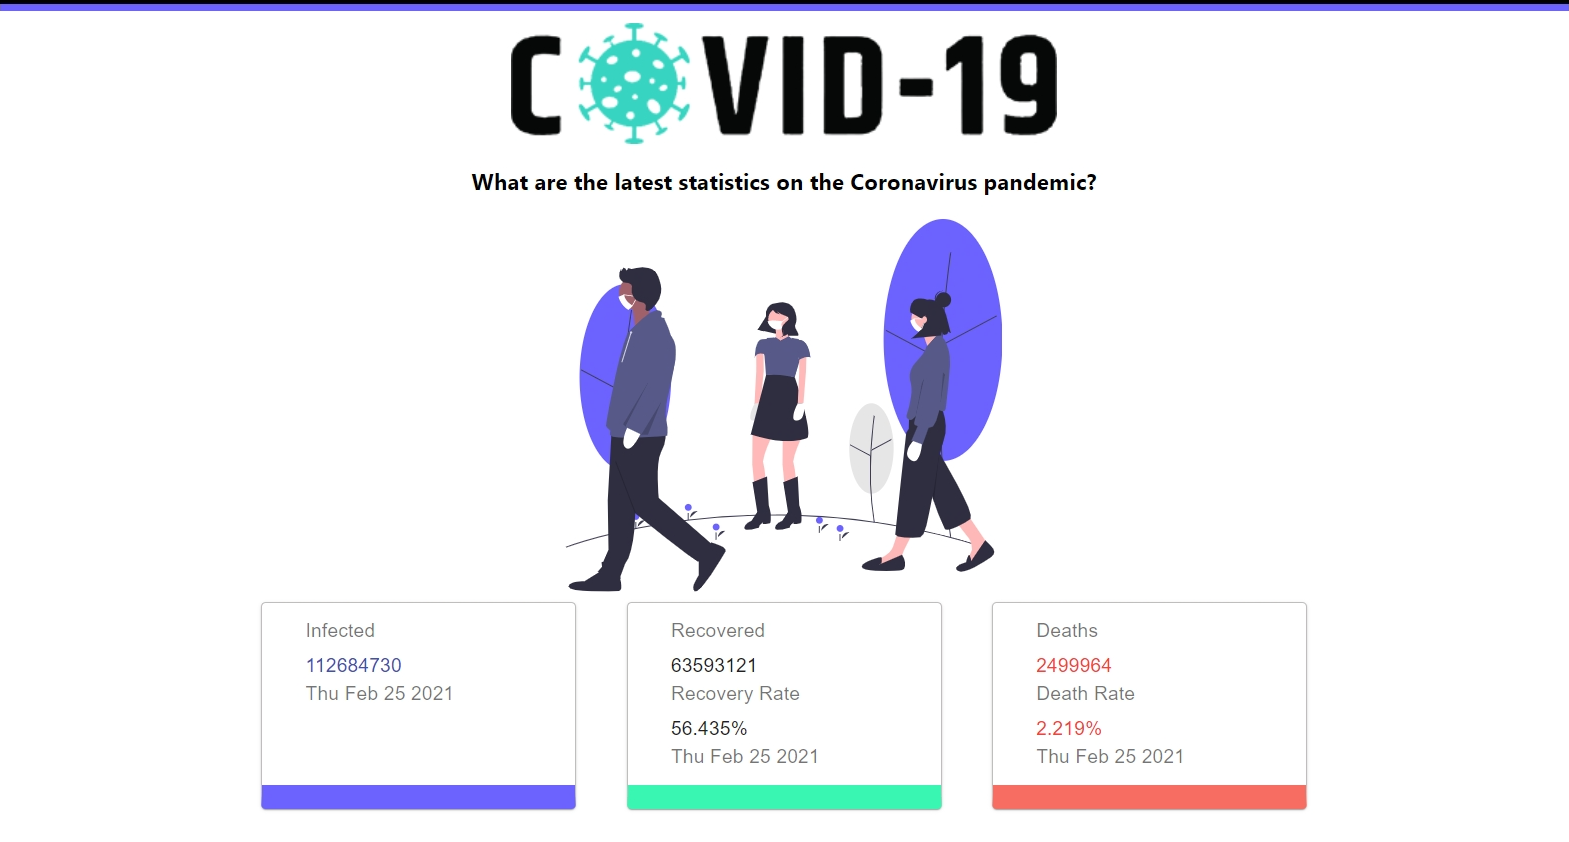 COVID-19
What are the latest statistics on the Coronavirus pandemic?
Infected
112684730
Thu Feb 25 2021
Recovered
63593121
Recovery Rate
56.435%
Thu Feb 25 2021
Deaths
2499964
Death Rate
2.219%
Thu Feb 25 2021